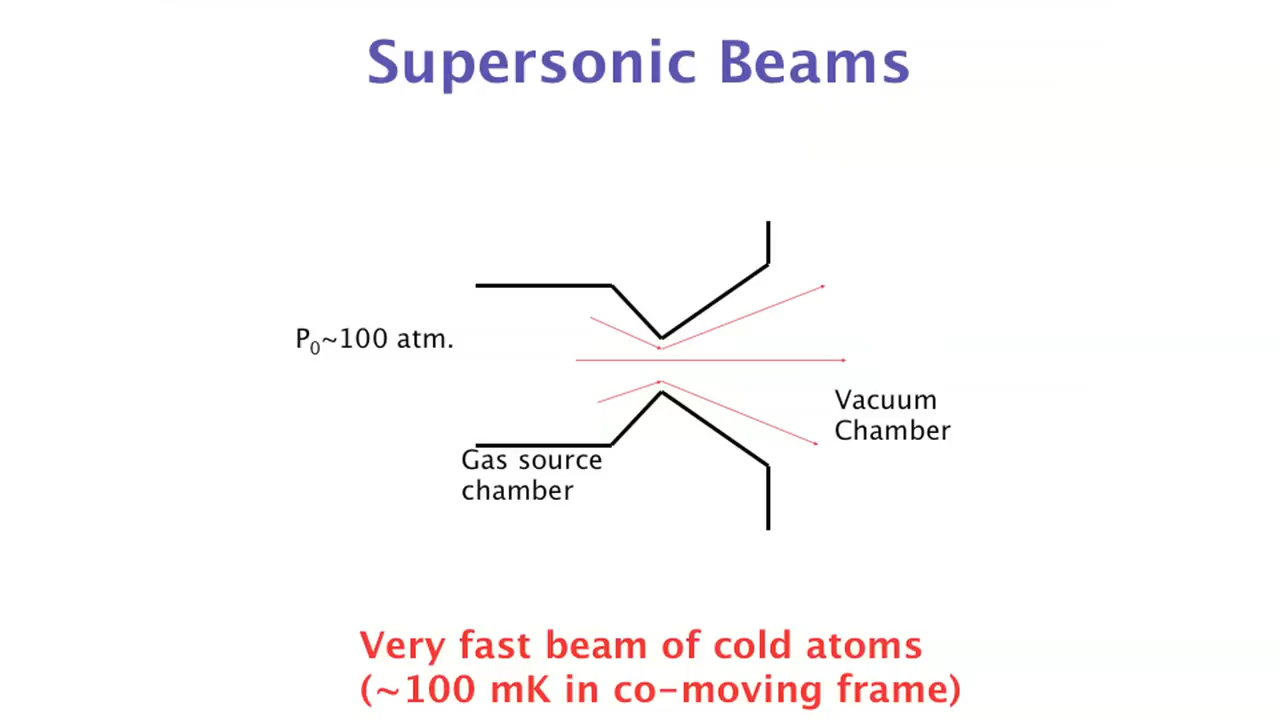 Supersonic Beams
P₀~100 atm.
Vacuum
Chamber
Gas source
chamber
Very fast beam of cold atoms
(~100 mK in co-moving frame)